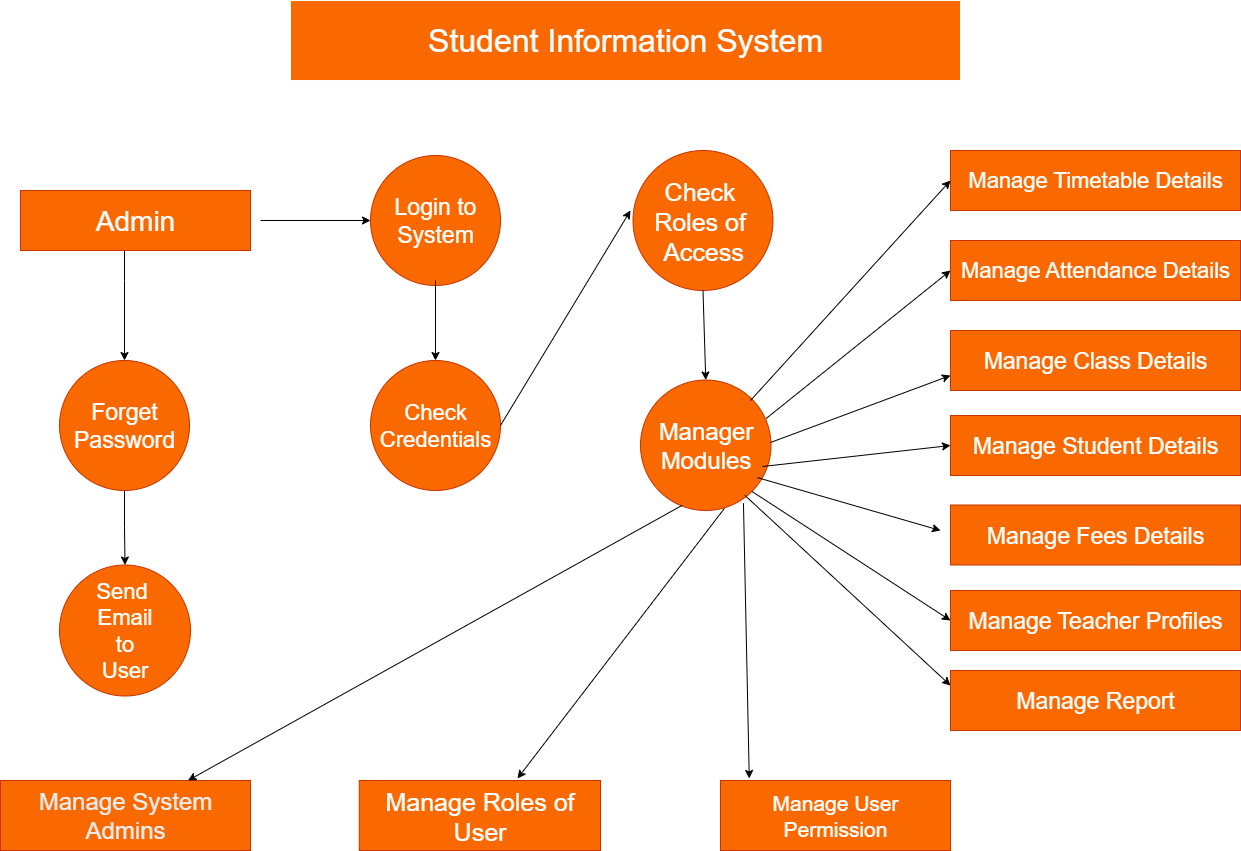 Student Information System
Admin
Login to
System
Check
Roles of
Access
Manage Timetable Details
Manage Attendance Details
Manage Class Details
Forget
Password
Check
Credentials
Manager
Modules
Manage Student Details
Manage Fees Details
Send
Email
to
User
Manage Teacher Profiles
Manage Report
Manage System
Admins
Manage Roles of
User
Manage User
Permission